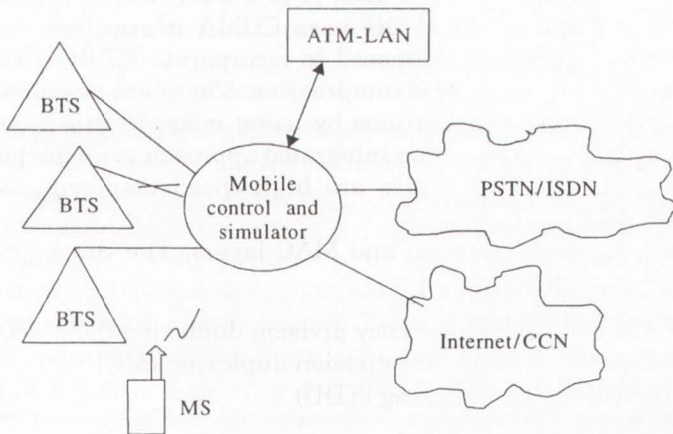 ATM-LAN
BTS
BTS
Mobile
control and
simulator
PSTN/ISDN
BTS
Internet/CCN
MS